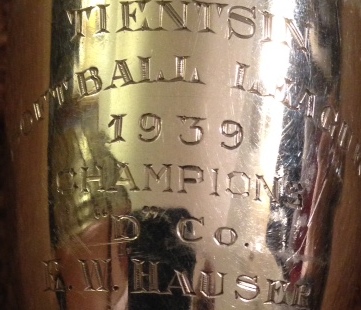 TIENTSIN
FOOTBALL LEAGUE
1939
CHAMPIONS
"D" Co.
E.W. HAUSER